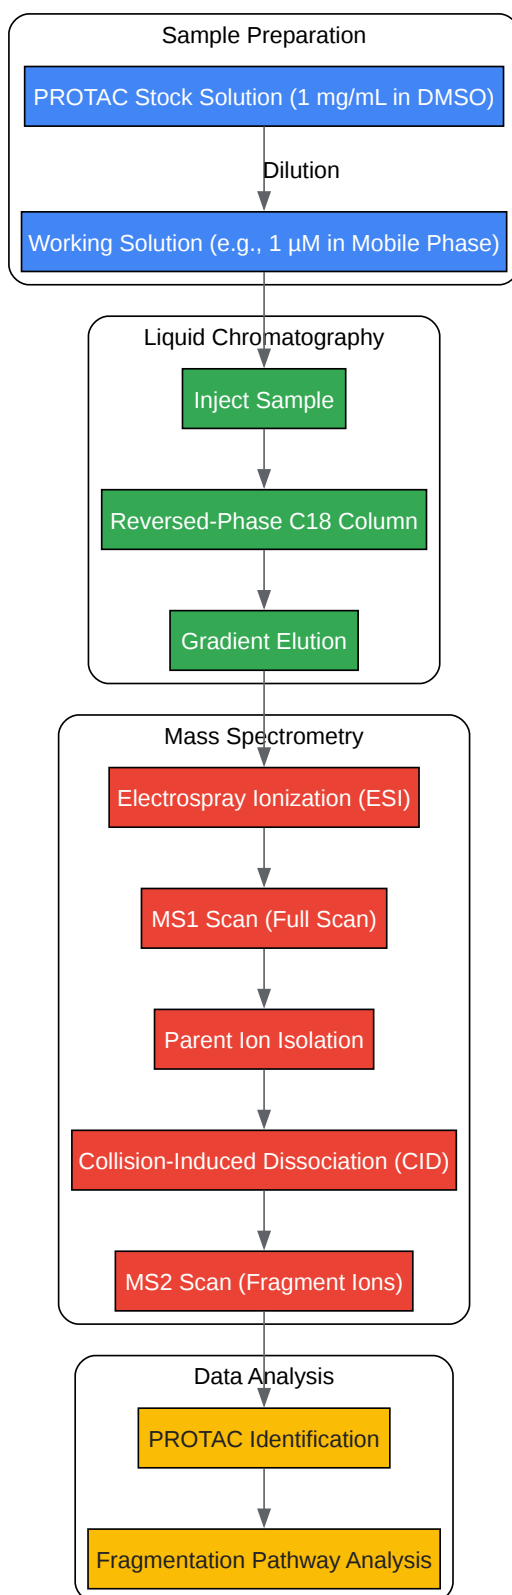 Sample Preparation
PROTAC Stock Solution (1 mg/mL in DMSO)
Dilution
Working Solution (e.g., 1 µM in Mobile Phase)
Liquid Chromatography
Inject Sample
Reversed-Phase C18 Column
Gradient Elution
Mass Spectrometry
Electrospray Ionization (ESI)
MS1 Scan (Full Scan)
Parent Ion Isolation
Collision-Induced Dissociation (CID)
MS2 Scan (Fragment Ions)
Data Analysis
PROTAC Identification
Fragmentation Pathway Analysis